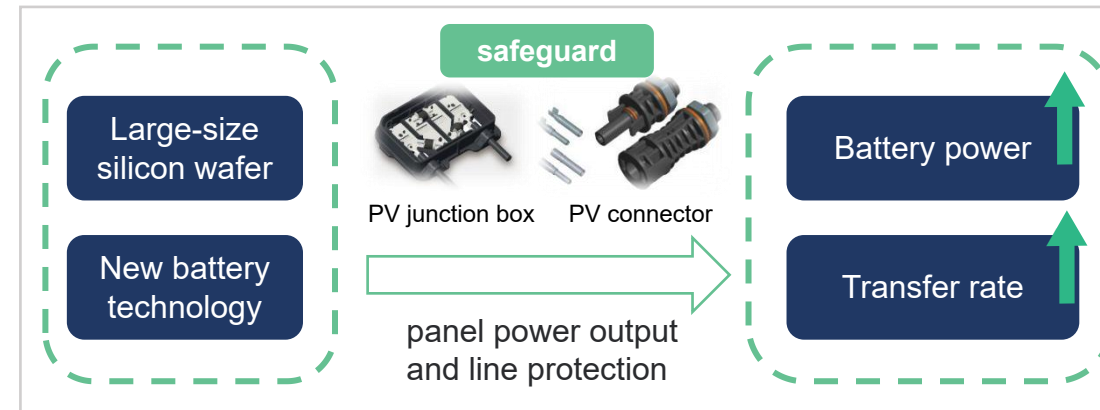 safeguard
Large-size
silicon wafer
New battery
technology
PV junction box
PV connector
panel power output
and line protection
Battery power
Transfer rate